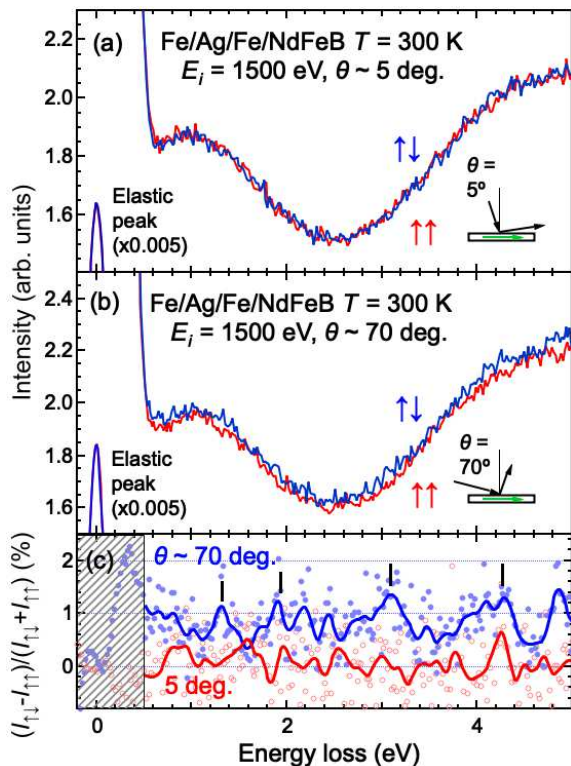 Intensity (arb. units)
2.2
2.0
1.8
1.6
(a)
Fe/Ag/Fe/NdFeB T = 300 K
E_i = 1500 eV, θ ~ 5 deg.
↑↓
↑↑
Elastic
peak
(x0.005)
θ =
5º
2.4
2.2
2.0
1.8
1.6
(b)
Fe/Ag/Fe/NdFeB T = 300 K
E_i = 1500 eV, θ ~ 70 deg.
↑↓
↑↑
Elastic
peak
(x0.005)
θ =
70º
(I↑↓-I↑↑)/(I↑↓+I↑↑) (%)
2
1
0
(c)
θ ~ 70 deg.
5 deg.
0
2
4
Energy loss (eV)